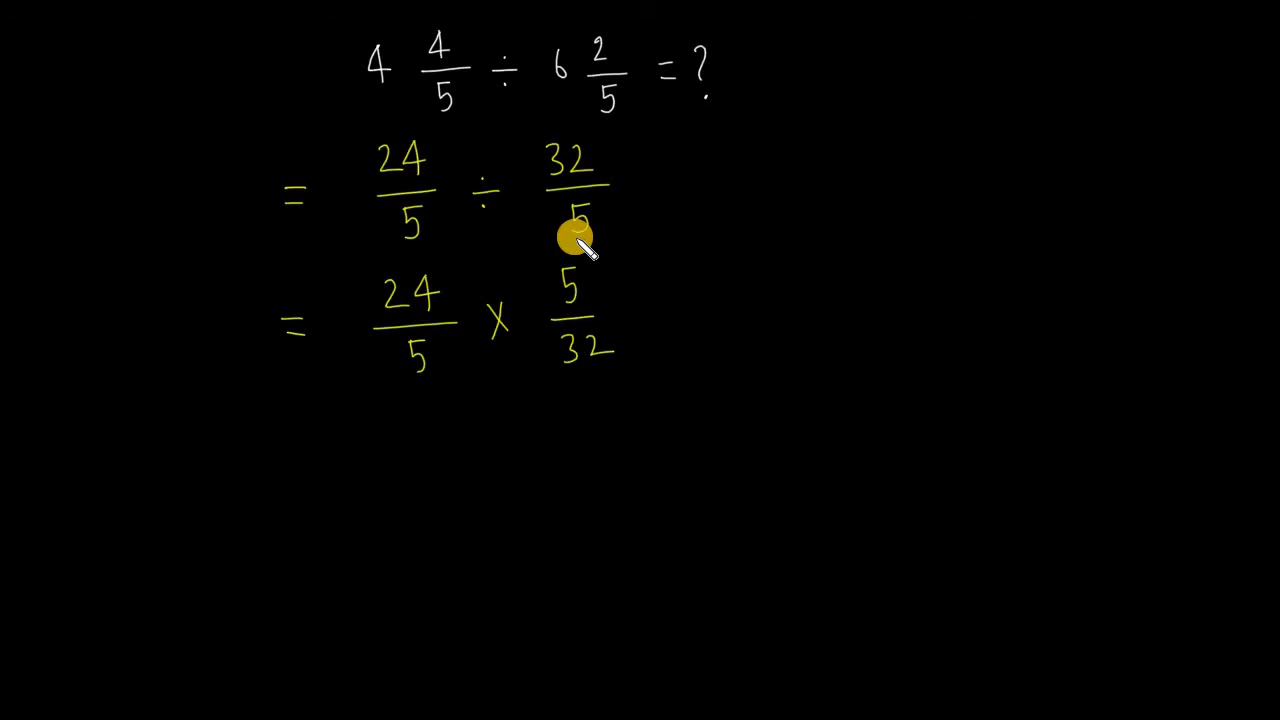 4 4/5 ÷ 6 2/5 = ?
= 24/5 ÷ 32/5
= 24/5 x 5/32